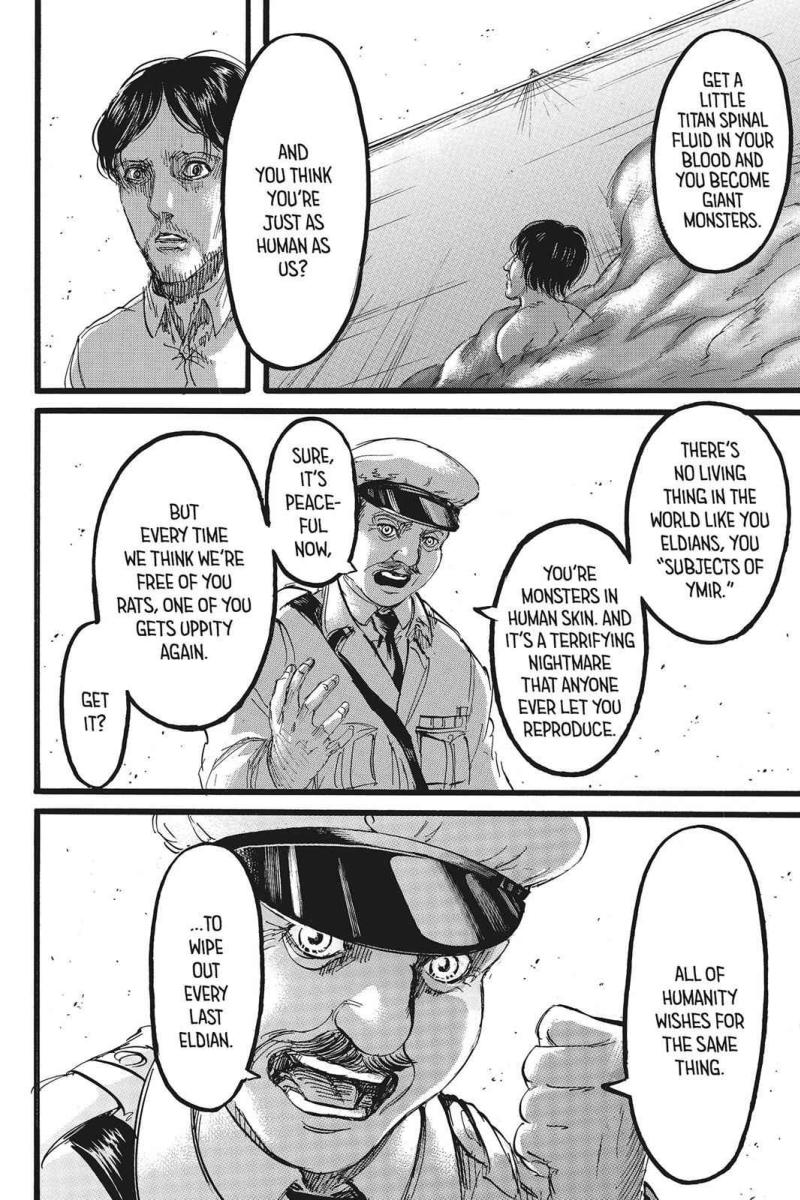 GET A
LITTLE
TITAN SPINAL
FLUID IN YOUR
BLOOD AND
YOU BECOME
GIANT
MONSTERS.
AND
YOU THINK
YOU'RE
JUST AS
HUMAN AS
US?
THERE'S
NO LIVING
THING IN THE
WORLD LIKE YOU
ELDIANS, YOU
"SUBJECTS OF
YMIR."
YOU'RE
MONSTERS IN
HUMAN SKIN. AND
IT'S A TERRIFYING
NIGHTMARE
THAT ANYONE
EVER LET YOU
REPRODUCE.
SURE,
IT'S
PEACE-
FUL
NOW,
BUT
EVERY TIME
WE THINK WE'RE
FREE OF YOU
RATS, ONE OF YOU
GETS UPPITY
AGAIN.
GET
IT?
ALL OF
HUMANITY
WISHES FOR
THE SAME
THING.
...TO
WIPE
OUT
EVERY
LAST
ELDIAN.